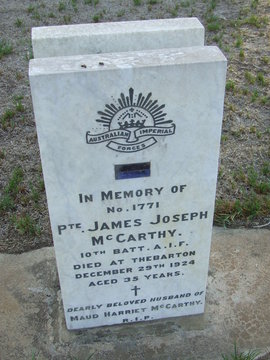 AUSTRALIAN IMPERIAL
FORCES
IN MEMORY OF
NO. 1771
PTE. JAMES JOSEPH
MCCARTHY.
10TH BATT. A.I.F.
DIED AT THEBARTON
DECEMBER 29TH 1924
AGED 35 YEARS.
DEARLY BELOVED HUSBAND OF
MAUD HARRIET MCCARTHY.
R.I.P.